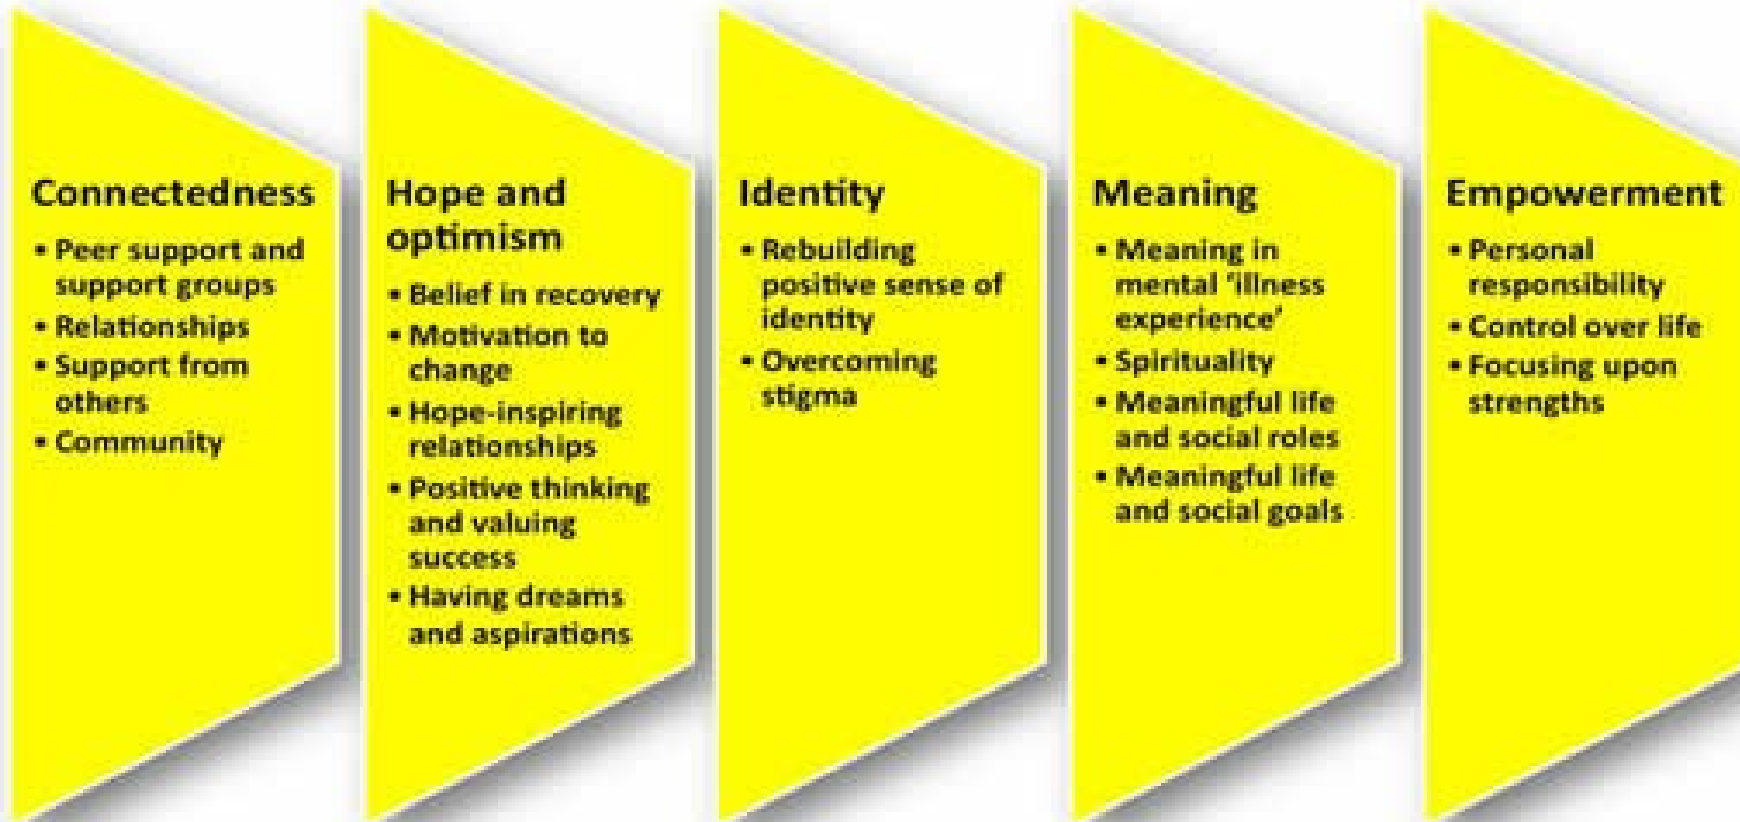 Connectedness
• Peer support and
support groups
• Relationships
• Support from
others
• Community
Hope and
optimism
• Belief in recovery
• Motivation to
change
• Hope-inspiring
relationships
• Positive thinking
and valuing
success
• Having dreams
and aspirations
Identity
• Rebuilding
positive sense of
identity
• Overcoming
stigma
Meaning
• Meaning in
mental ‘illness
experience’
• Spirituality
• Meaningful life
and social roles
• Meaningful life
and social goals
Empowerment
• Personal
responsibility
• Control over life
• Focusing upon
strengths